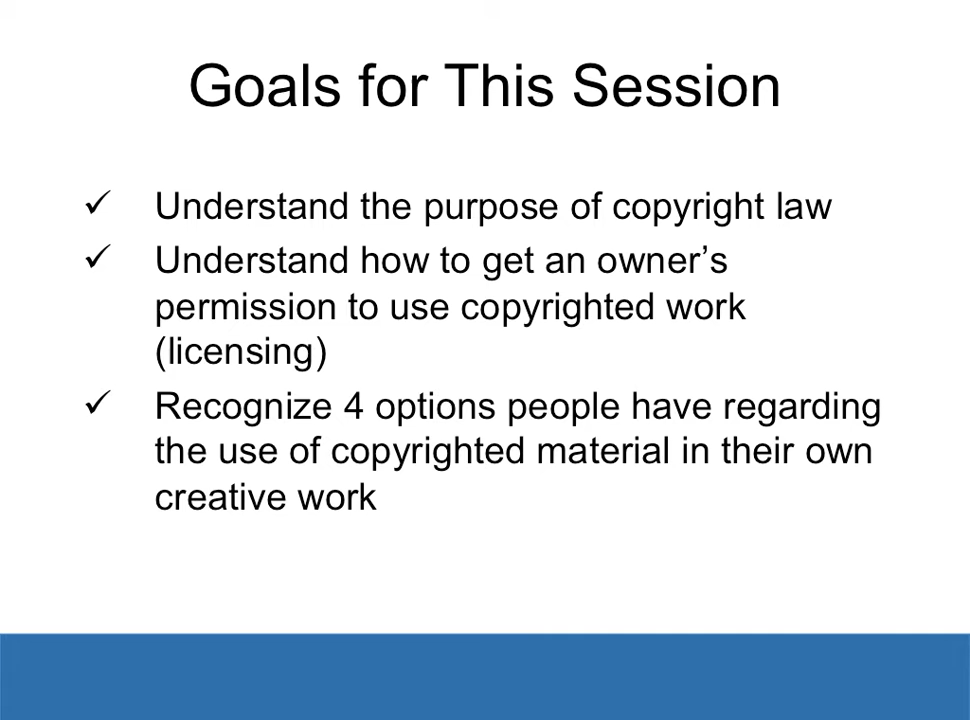 Goals for This Session
✓ Understand the purpose of copyright law
✓ Understand how to get an owner’s
permission to use copyrighted work
(licensing)
✓ Recognize 4 options people have regarding
the use of copyrighted material in their own
creative work